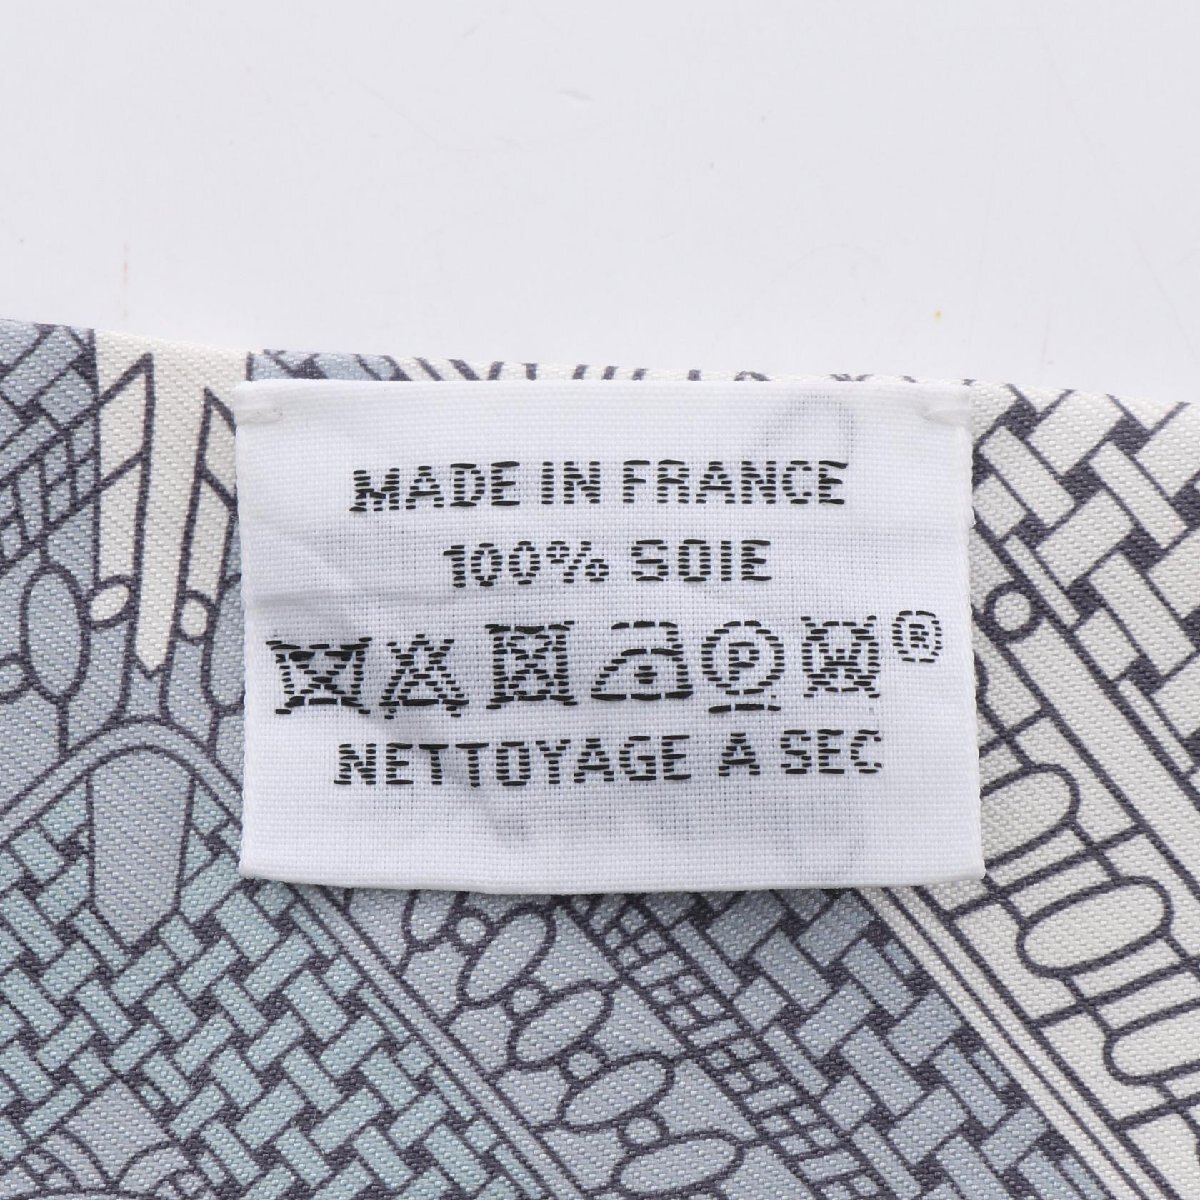 MADE IN FRANCE
100% SOIE
P W ®
NETTOYAGE A SEC